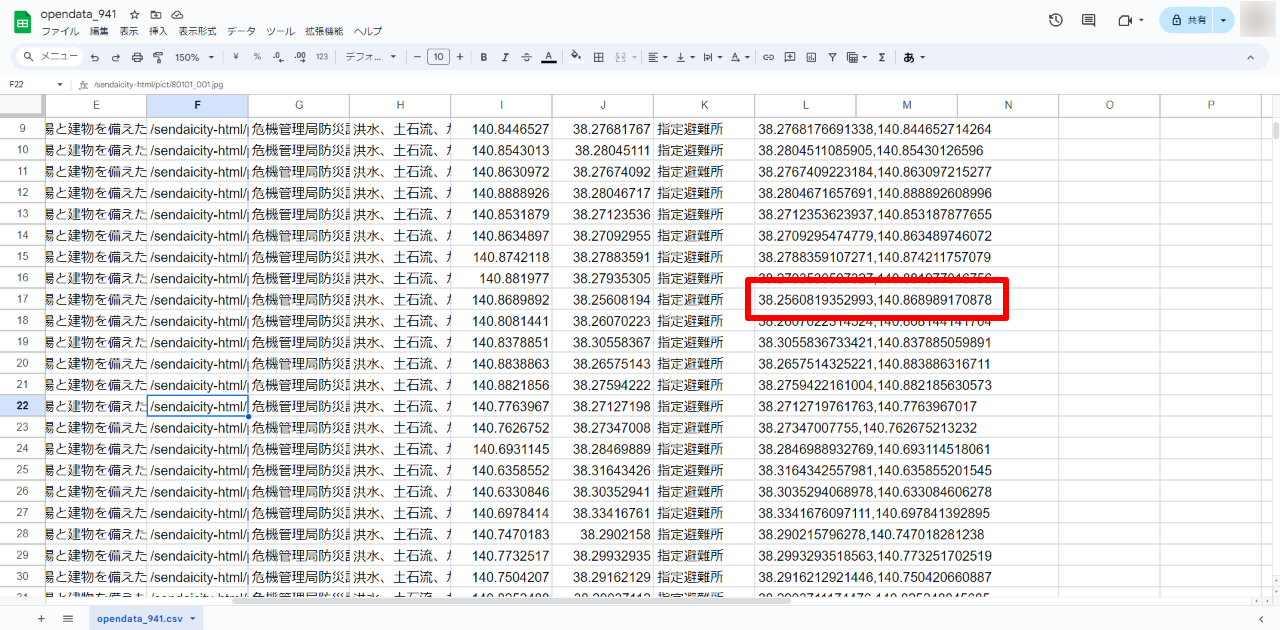 opendata_941
ファイル 編集 表示 挿入 表示形式 データ ツール 拡張機能 ヘルプ
共有
メニュー 150% ¥ % .0 .00 123 デフォ... 10 B I A Σ あ
F22 fx /sendaicity-html/pict/80101_001.jpg
E F G H I J K L M N O P
9 場と建物を備えた /sendaicity-html/ 危機管理局防災 洪水、土石流、 140.8446527 38.27681767 指定避難所 38.2768176691338,140.844652714264
10 場と建物を備えた /sendaicity-html/ 危機管理局防災 洪水、土石流、 140.8543013 38.28045111 指定避難所 38.2804511085905,140.85430126596
11 場と建物を備えた /sendaicity-html/ 危機管理局防災 洪水、土石流、 140.8630972 38.27674092 指定避難所 38.2767409223184,140.863097215277
12 場と建物を備えた /sendaicity-html/ 危機管理局防災 洪水、土石流、 140.8888926 38.28046717 指定避難所 38.2804671657691,140.888892608996
13 場と建物を備えた /sendaicity-html/ 危機管理局防災 洪水、土石流、 140.8531879 38.27123536 指定避難所 38.2712353623937,140.853187877655
14 場と建物を備えた /sendaicity-html/ 危機管理局防災 洪水、土石流、 140.8634897 38.27092955 指定避難所 38.2709295474779,140.863489746072
15 場と建物を備えた /sendaicity-html/ 危機管理局防災 洪水、土石流、 140.8742118 38.27883591 指定避難所 38.2788359107271,140.874211757079
16 場と建物を備えた /sendaicity-html/ 危機管理局防災 洪水、土石流、 140.881977 38.27935305 指定避難所
17 場と建物を備えた /sendaicity-html/ 危機管理局防災 洪水、土石流、 140.8689892 38.25608194 指定避難所 38.2560819352993,140.868989170878
18 場と建物を備えた /sendaicity-html/ 危機管理局防災 洪水、土石流、 140.8081441 38.26070223 指定避難所
19 場と建物を備えた /sendaicity-html/ 危機管理局防災 洪水、土石流、 140.8378851 38.30558367 指定避難所 38.3055836733421,140.837885059891
20 場と建物を備えた /sendaicity-html/ 危機管理局防災 洪水、土石流、 140.8838863 38.26575143 指定避難所 38.2657514325221,140.883886316711
21 場と建物を備えた /sendaicity-html/ 危機管理局防災 洪水、土石流、 140.8821856 38.27594222 指定避難所 38.2759422161004,140.882185630573
22 場と建物を備えた /sendaicity-html/ 危機管理局防災 洪水、土石流、 140.7763967 38.27127198 指定避難所 38.2712719761763,140.7763967017
23 場と建物を備えた /sendaicity-html/ 危機管理局防災 洪水、土石流、 140.7626752 38.27347008 指定避難所 38.27347007755,140.762675213232
24 場と建物を備えた /sendaicity-html/ 危機管理局防災 洪水、土石流、 140.6931145 38.28469889 指定避難所 38.2846988932769,140.693114518061
25 場と建物を備えた /sendaicity-html/ 危機管理局防災 洪水、土石流、 140.6358552 38.31643426 指定避難所 38.3164342557981,140.635855201545
26 場と建物を備えた /sendaicity-html/ 危機管理局防災 洪水、土石流、 140.6330846 38.30352941 指定避難所 38.3035294068978,140.633084606278
27 場と建物を備えた /sendaicity-html/ 危機管理局防災 洪水、土石流、 140.6978414 38.33416761 指定避難所 38.3341676097111,140.697841392895
28 場と建物を備えた /sendaicity-html/ 危機管理局防災 洪水、土石流、 140.7470183 38.2902158 指定避難所 38.290215796278,140.747018281238
29 場と建物を備えた /sendaicity-html/ 危機管理局防災 洪水、土石流、 140.7732517 38.29932935 指定避難所 38.2993293518563,140.773251702519
30 場と建物を備えた /sendaicity-html/ 危機管理局防災 洪水、土石流、 140.7504207 38.29162129 指定避難所 38.2916212921446,140.750420660887
opendata_941.csv